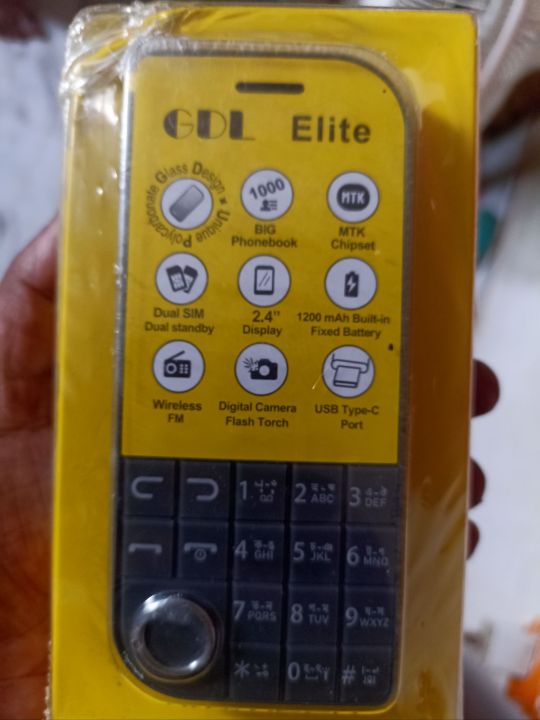 GDL Elite
Polycarbonate Glass Design * Unique
1000
BIG
Phonebook
MTK
MTK
Chipset
Dual SIM
Dual standby
2.4"
Display
1200 mAh Built-in
Fixed Battery
Wireless
FM
Digital Camera
Flash Torch
USB Type-C
Port
1
2 ABC
3 DEF
4 GHI
5 JKL
6 MNO
7 PQRS
8 TUV
9 WXYZ
*
0
#